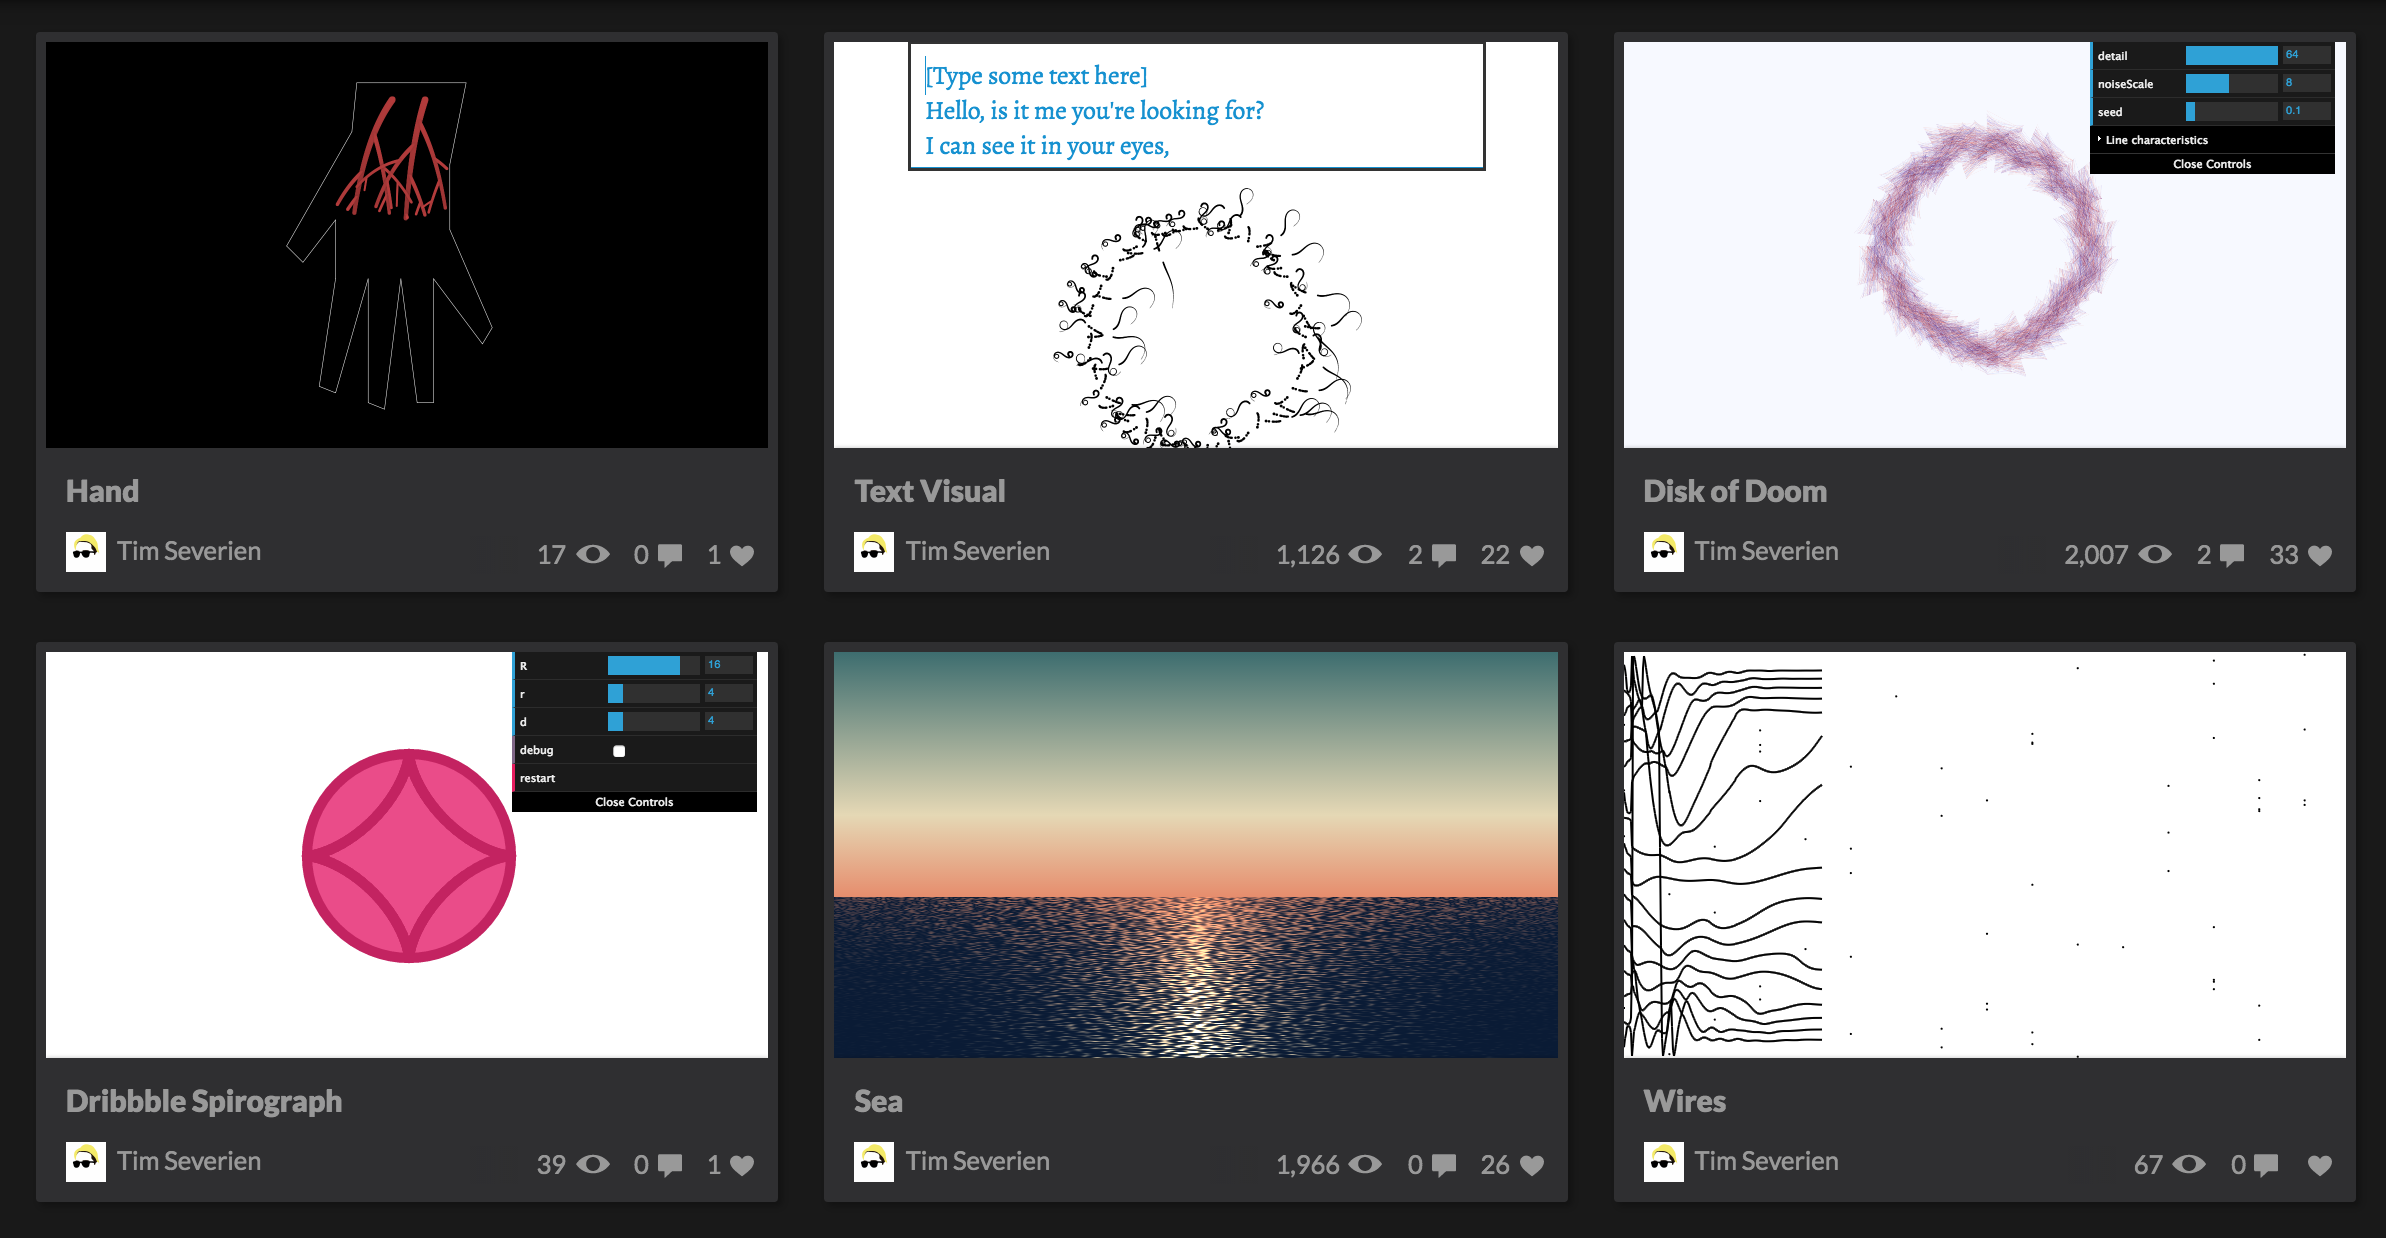 [Type some text here]
Hello, is it me you're looking for?
I can see it in your eyes,
detail 64
noiseScale 8
seed 0.1
Line characteristics
Close Controls
Hand
Tim Severien 17 0 1
Text Visual
Tim Severien 1,126 2 22
Disk of Doom
Tim Severien 2,007 2 33
R 16
r 4
d 4
debug
restart
Close Controls
Dribbble Spirograph
Tim Severien 39 0 1
Sea
Tim Severien 1,966 0 26
Wires
Tim Severien 67 0